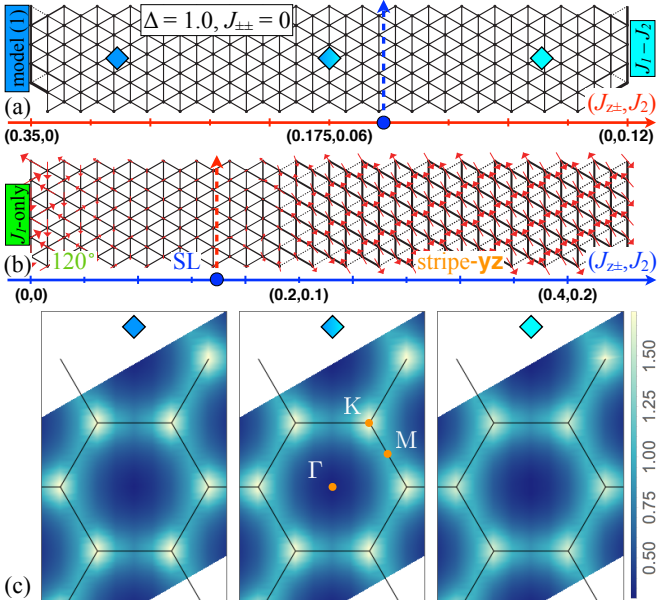 model (1)
Δ = 1.0, J±± = 0
J1 – J2
(a)
(Jz±, J2)
(0.35,0)
(0.175,0.06)
(0,0.12)
J1-only
(b)
120°
SL
stripe-yz
(Jz±, J2)
(0,0)
(0.2,0.1)
(0.4,0.2)
K
M
Γ
(c)
1.50
1.25
1.00
0.75
0.50